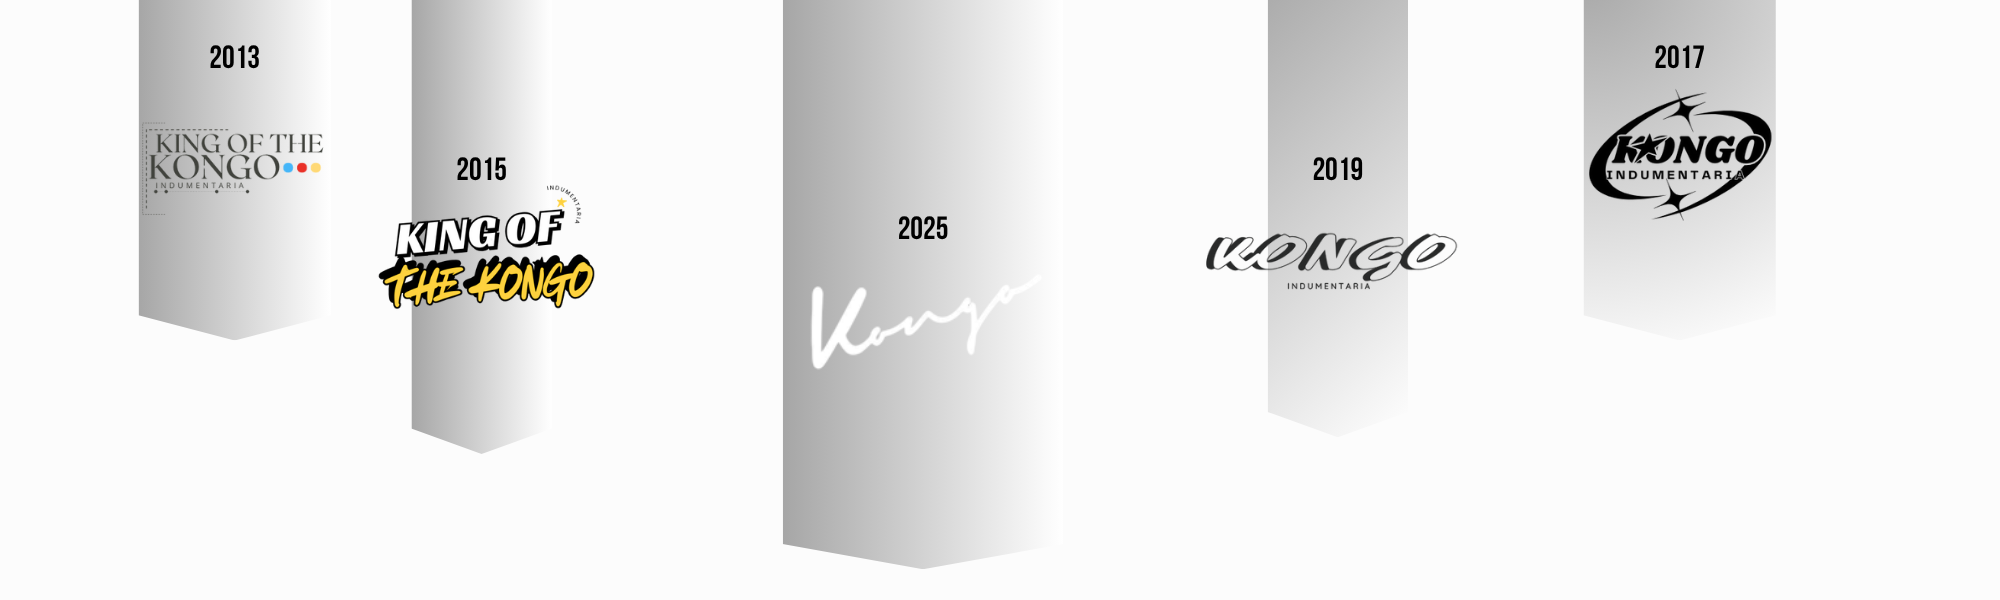 2013
KING OF THE
KONGO
INDUMENTARIA
2015
INDUMENTARIA
KING OF
THE KONGO
2025
Kongo
2019
KONGO
INDUMENTARIA
2017
KONGO
INDUMENTARIA